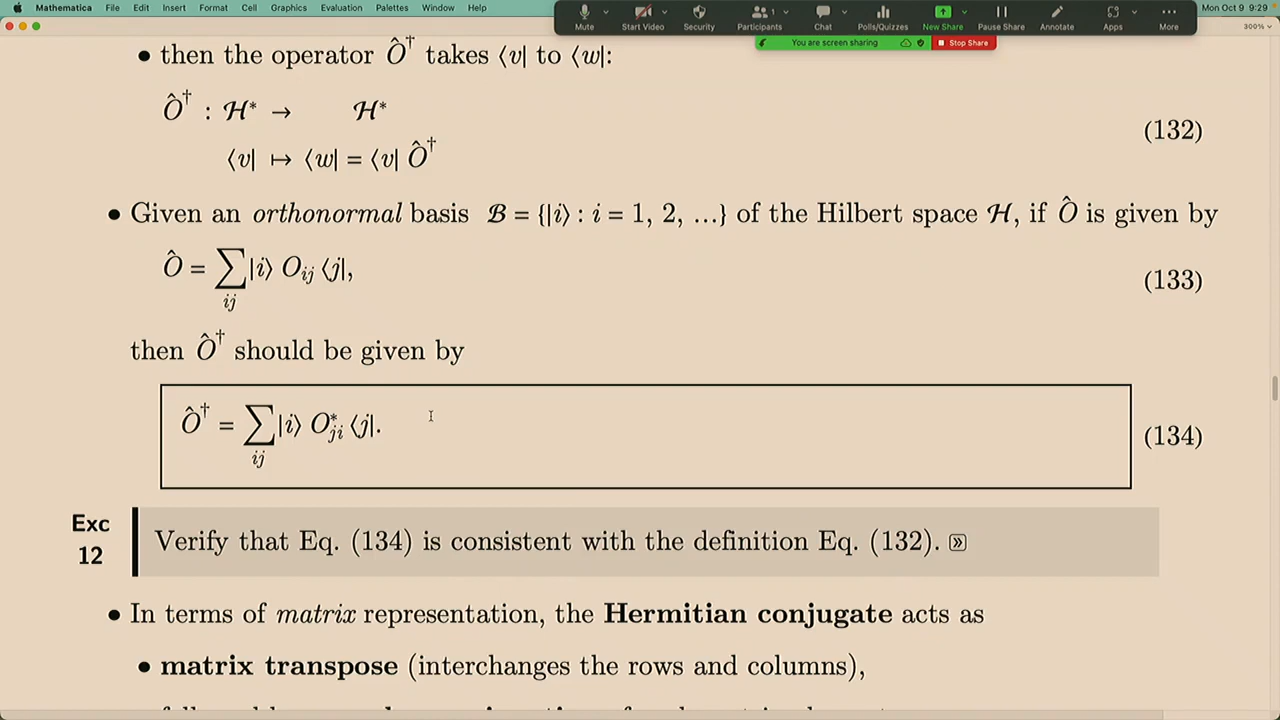 Mathematica File Edit Insert Format Cell Graphics Evaluation Palettes Window Help
Mon Oct 9 9:29
Mute Start Video Security Participants 1 Chat Polls/Quizzes New Share Pause Share Annotate Apps More
You are screen sharing Stop Share
300%
• then the operator Ô† takes ⟨v| to ⟨w|:
Ô† : ℋ* → ℋ*
⟨v| ↦ ⟨w| = ⟨v| Ô†
(132)
• Given an orthonormal basis ℬ = {|i⟩ : i = 1, 2, ...} of the Hilbert space ℋ, if Ô is given by
Ô = ∑_{ij} |i⟩ O_{ij} ⟨j|,
(133)
then Ô† should be given by
Ô† = ∑_{ij} |i⟩ O*_{ji} ⟨j|.
(134)
Exc 12
Verify that Eq. (134) is consistent with the definition Eq. (132). »
• In terms of matrix representation, the Hermitian conjugate acts as
• matrix transpose (interchanges the rows and columns),